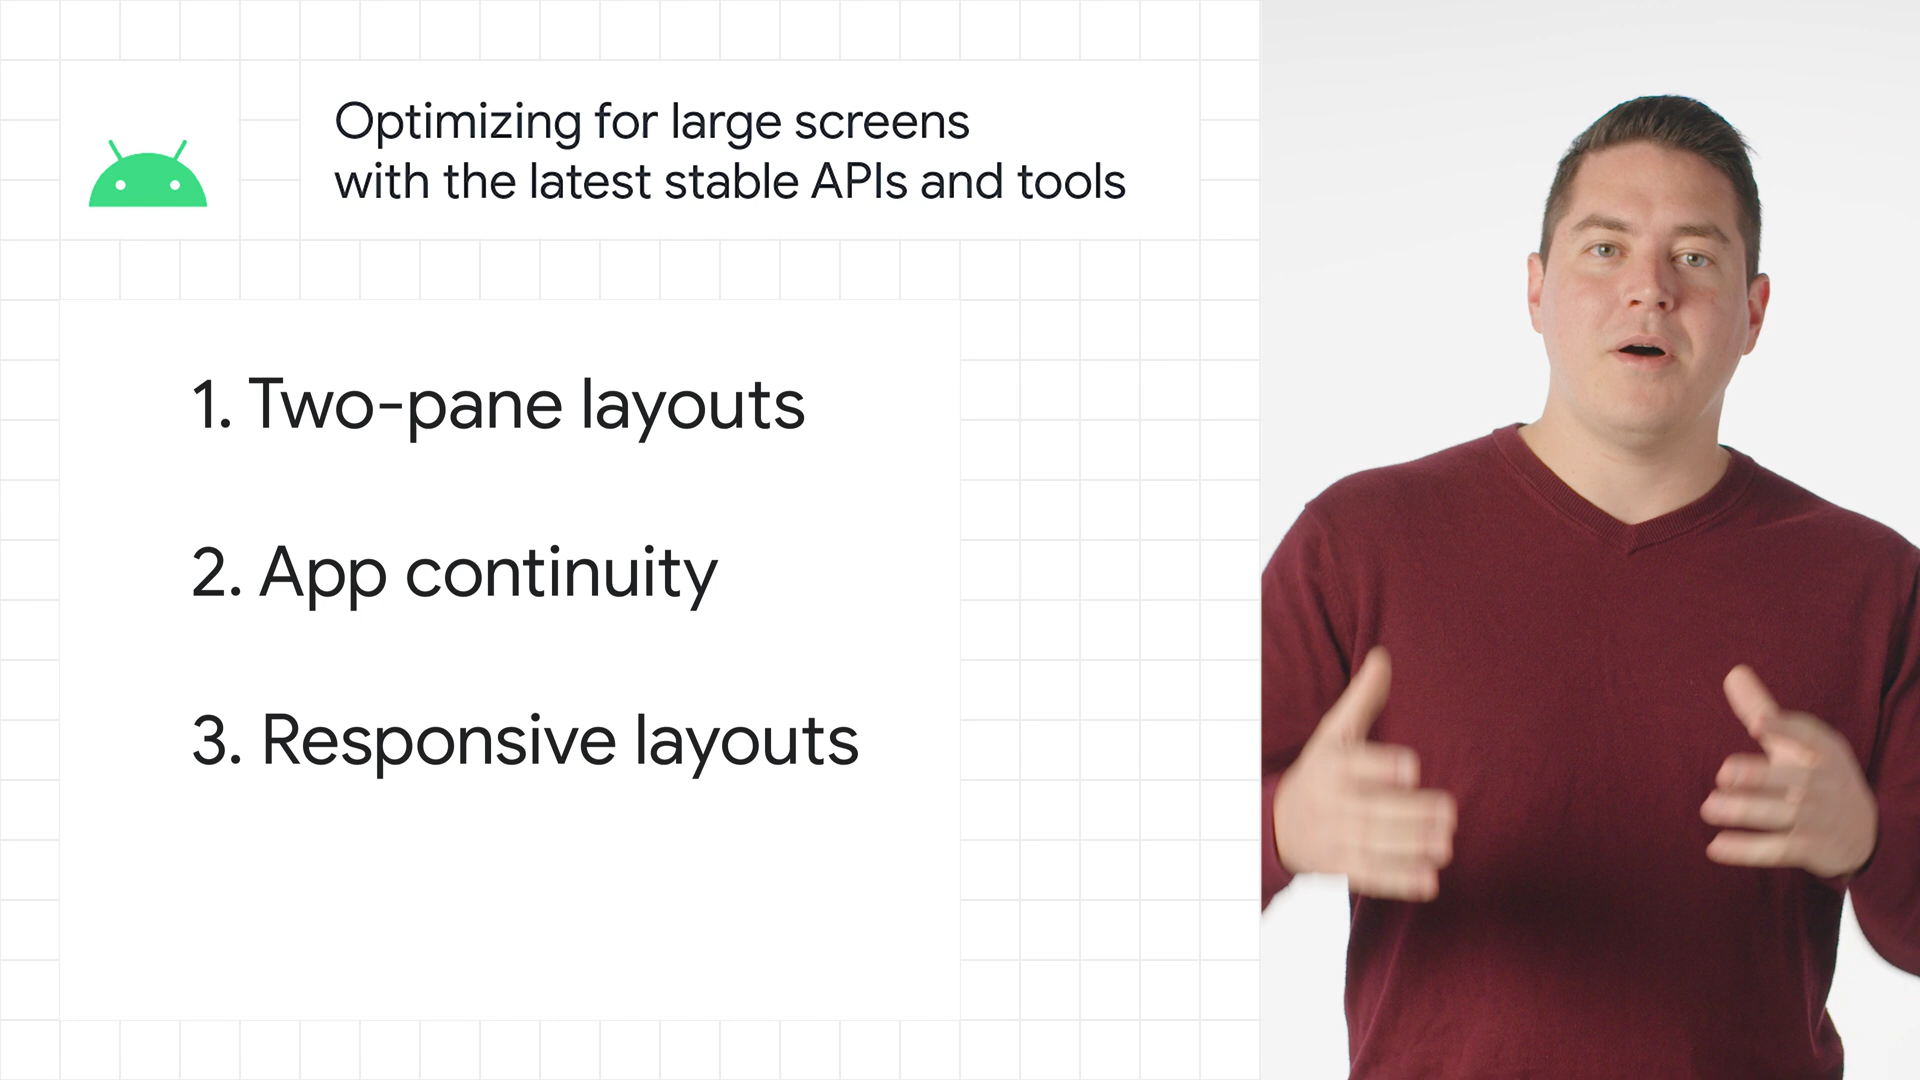 Optimizing for large screens
with the latest stable APIs and tools
1. Two-pane layouts
2. App continuity
3. Responsive layouts